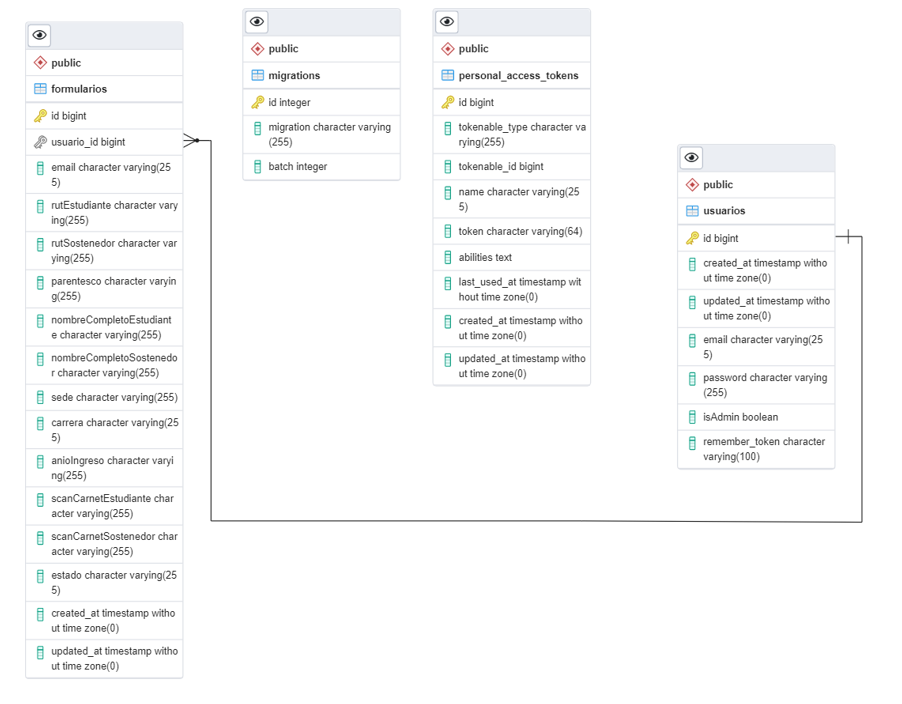 public
formularios
id bigint
usuario_id bigint
email character varying(25
5)
rutEstudiante character vary
ing(255)
rutSostenedor character var
ying(255)
parentesco character varyin
g(255)
nombreCompletoEstudiant
e character varying(255)
nombreCompletoSostenedo
r character varying(255)
sede character varying(255)
carrera character varying(25
5)
anioIngreso character varyi
ng(255)
scanCarnetEstudiante char
acter varying(255)
scanCarnetSostenedor char
acter varying(255)
estado character varying(25
5)
created_at timestamp witho
ut time zone(0)
updated_at timestamp witho
ut time zone(0)
public
migrations
id integer
migration character varying
(255)
batch integer
public
personal_access_tokens
id bigint
tokenable_type character va
rying(255)
tokenable_id bigint
name character varying(25
5)
token character varying(64)
abilities text
last_used_at timestamp wit
hout time zone(0)
created_at timestamp witho
ut time zone(0)
updated_at timestamp witho
ut time zone(0)
public
usuarios
id bigint
created_at timestamp witho
ut time zone(0)
updated_at timestamp witho
ut time zone(0)
email character varying(25
5)
password character varying
(255)
isAdmin boolean
remember_token character
varying(100)